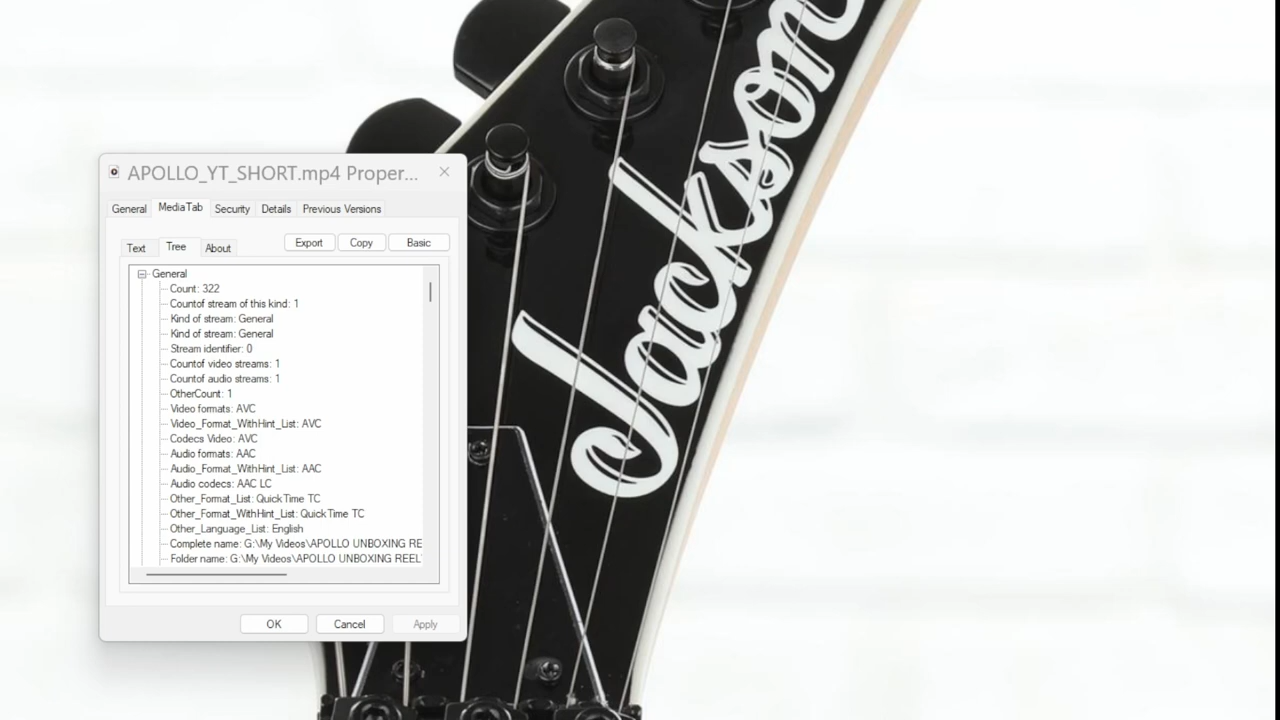 Jackson
APOLLO_YT_SHORT.mp4 Proper...
General MediaTab Security Details Previous Versions
Text Tree About Export Copy Basic
General
Count: 322
Countof stream of this kind: 1
Kind of stream: General
Kind of stream: General
Stream identifier: 0
Countof video streams: 1
Countof audio streams: 1
OtherCount: 1
Video formats: AVC
Video_Format_WithHint_List: AVC
Codecs Video: AVC
Audio formats: AAC
Audio_Format_WithHint_List: AAC
Audio codecs: AAC LC
Other_Format_List: QuickTime TC
Other_Format_WithHint_List: QuickTime TC
Other_Language_List: English
Complete name: G:\My Videos\APOLLO UNBOXING RE
Folder name: G:\My Videos\APOLLO UNBOXING REEL
OK Cancel Apply